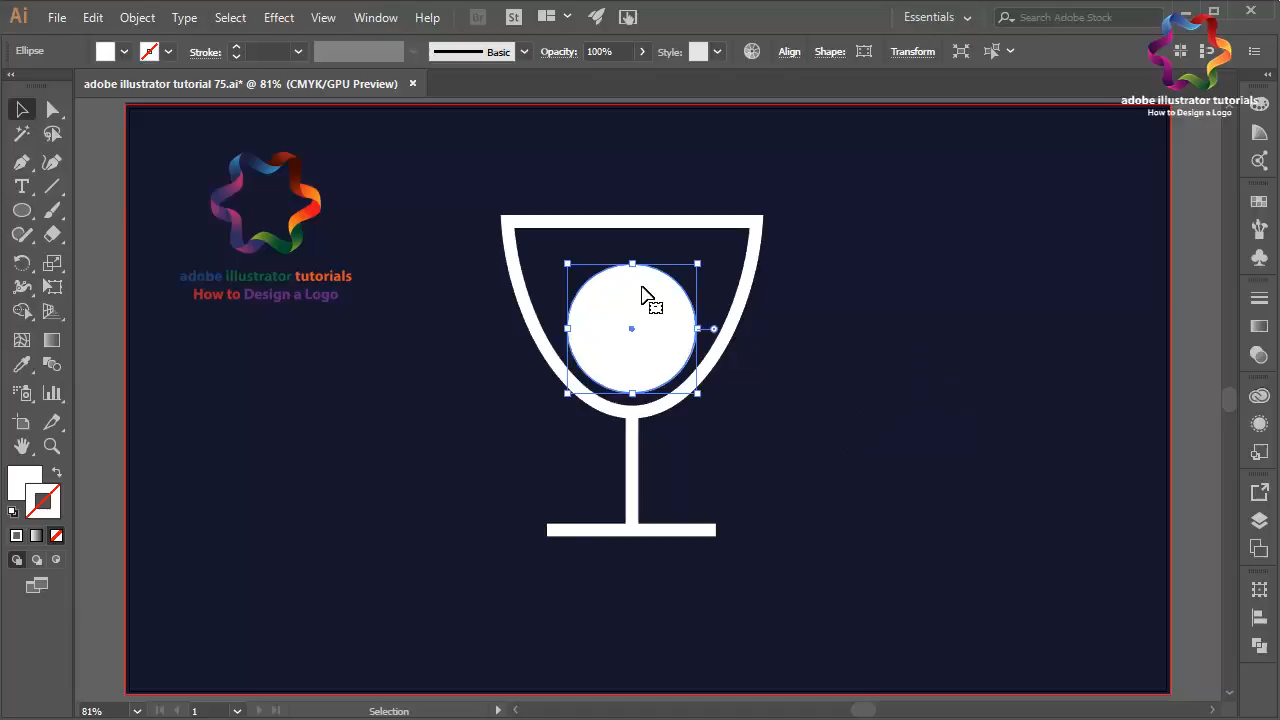 Ai File Edit Object Type Select Effect View Window Help Br St Essentials Search Adobe Stock
Ellipse Stroke: Basic Opacity: 100% Style: Align Shape: Transform
adobe illustrator tutorial 75.ai* @ 81% (CMYK/GPU Preview)
adobe illustrator tutorials
How to Design a Logo
adobe illustrator tutorials
How to Design a Logo
81% 1 Selection